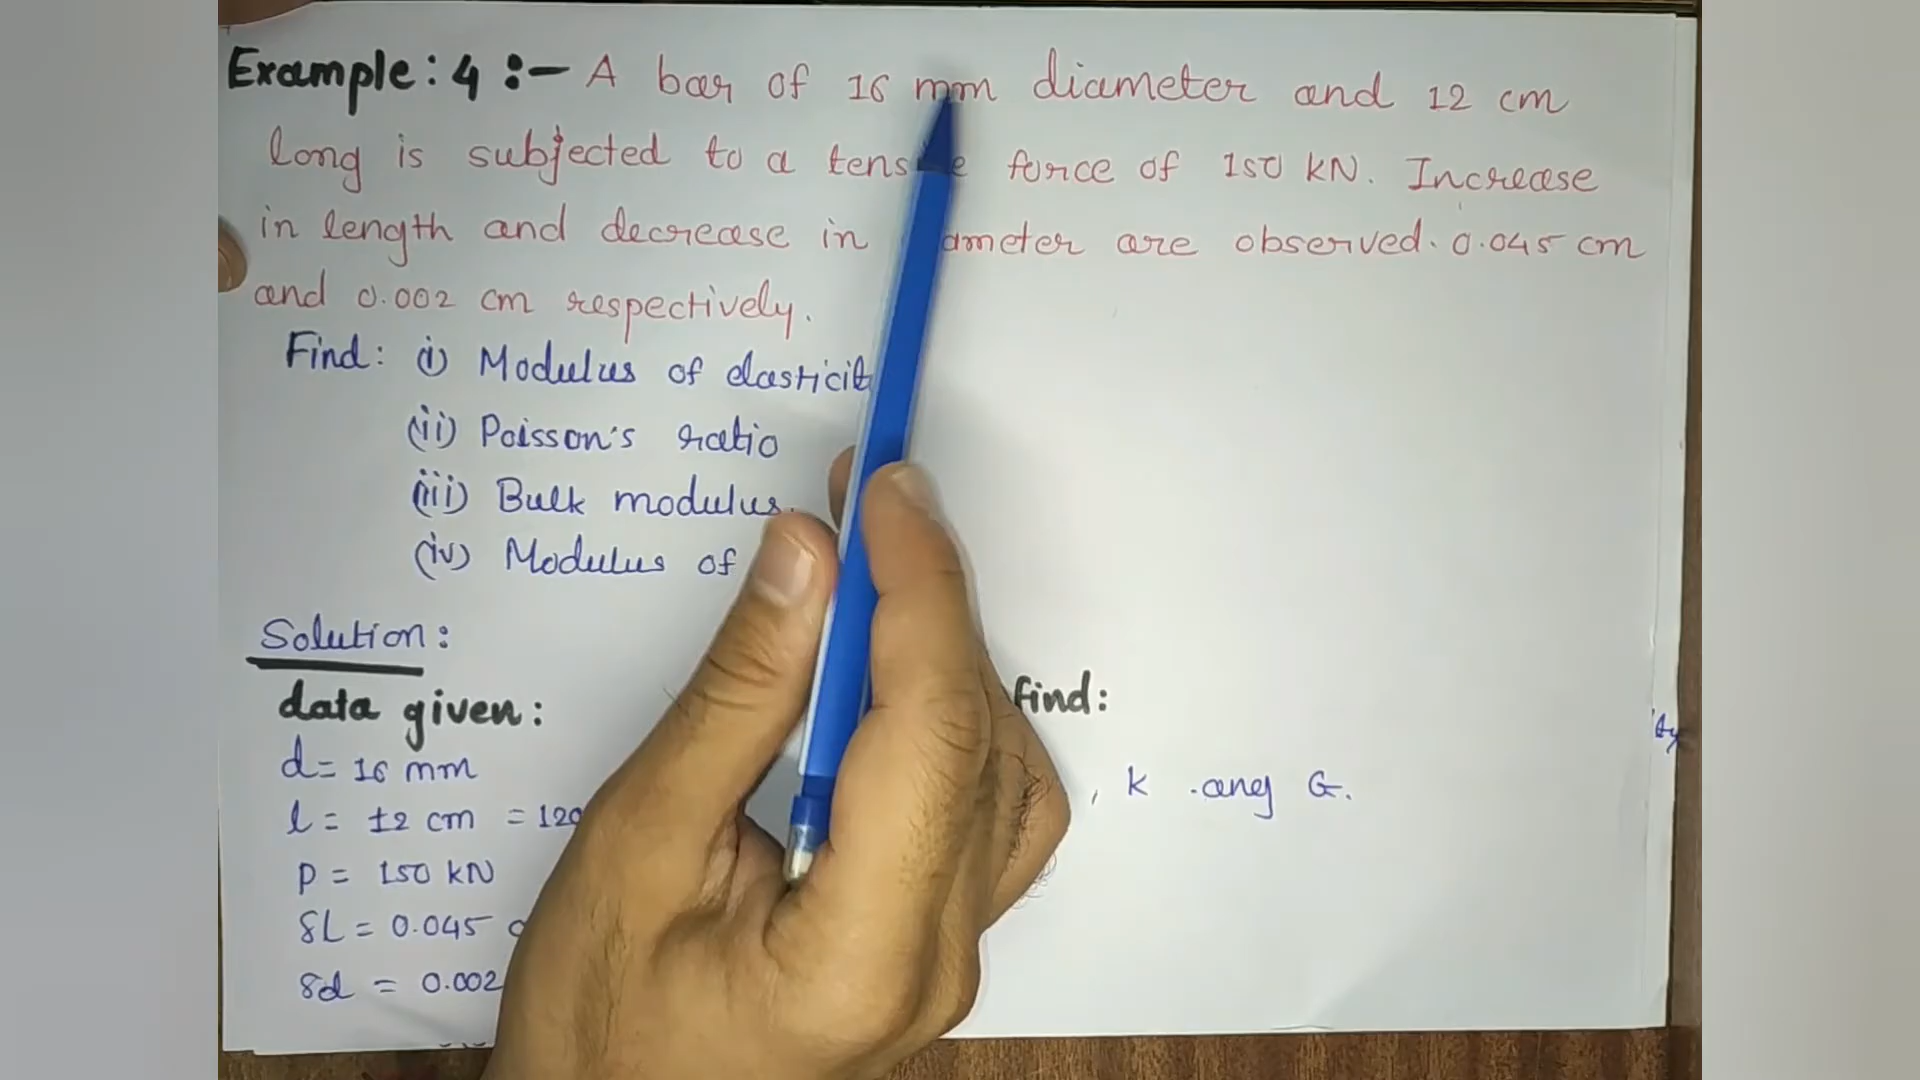 Example: 4 :- A bar of 16 mm diameter and 12 cm
long is subjected to a tens e force of 150 kN. Increase
in length and decrease in ameter are observed. 0.045 cm
and 0.002 cm respectively.
Find: (i) Modulus of elasticit
(ii) Poisson's ratio
(iii) Bulk modulus.
(iv) Modulus of
Solution:
data given: find:
d = 16 mm
l = 12 cm = 120 , k .any G.
P = 150 kN
δL = 0.045 c
δd = 0.002